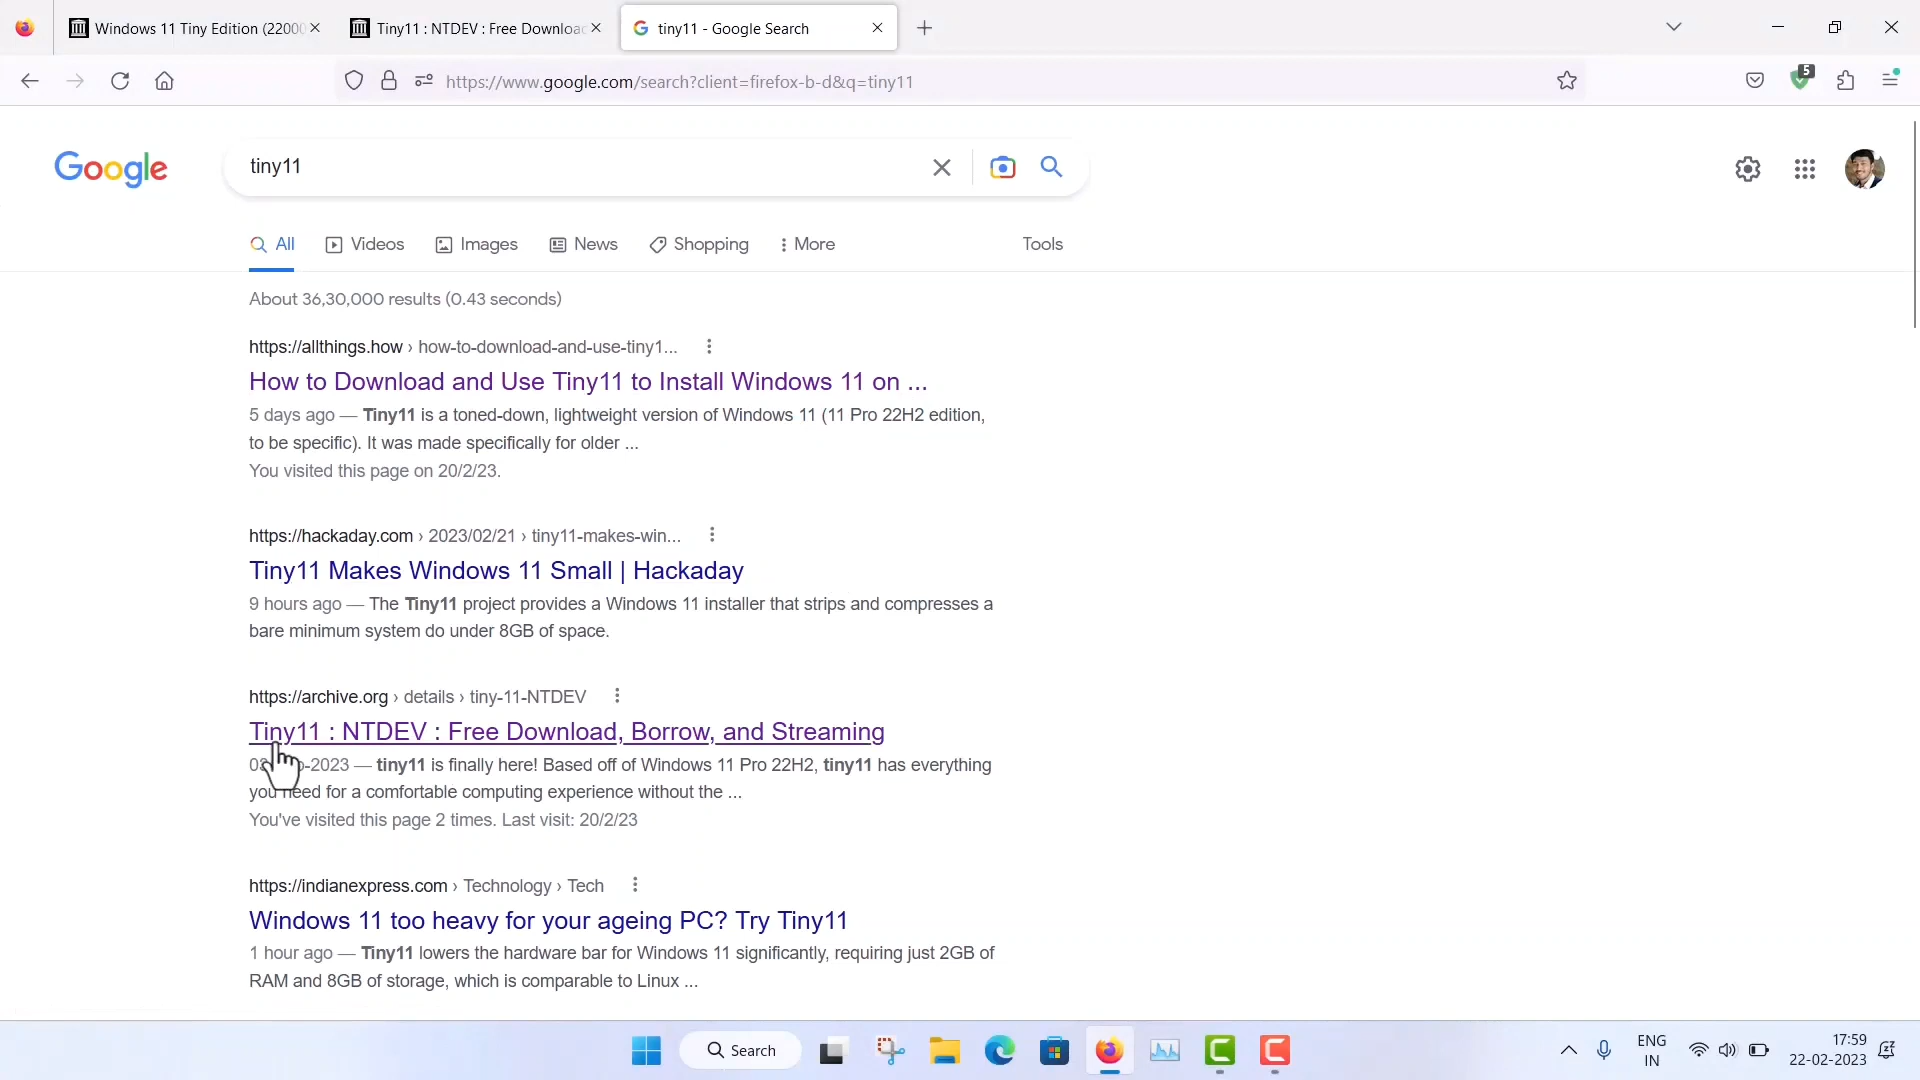 Windows 11 Tiny Edition (22000
Tiny11 : NTDEV : Free Downloa
tiny11 - Google Search
https://www.google.com/search?client=firefox-b-d&q=tiny11
5
Google
tiny11
All
Videos
Images
News
Shopping
More
Tools
About 36,30,000 results (0.43 seconds)
https://allthings.how › how-to-download-and-use-tiny1...
How to Download and Use Tiny11 to Install Windows 11 on ...
5 days ago — Tiny11 is a toned-down, lightweight version of Windows 11 (11 Pro 22H2 edition,
to be specific). It was made specifically for older ...
You visited this page on 20/2/23.
https://hackaday.com › 2023/02/21 › tiny11-makes-win...
Tiny11 Makes Windows 11 Small | Hackaday
9 hours ago — The Tiny11 project provides a Windows 11 installer that strips and compresses a
bare minimum system do under 8GB of space.
https://archive.org › details › tiny-11-NTDEV
Tiny11 : NTDEV : Free Download, Borrow, and Streaming
-2023 — tiny11 is finally here! Based off of Windows 11 Pro 22H2, tiny11 has everything
you need for a comfortable computing experience without the ...
You've visited this page 2 times. Last visit: 20/2/23
https://indianexpress.com › Technology › Tech
Windows 11 too heavy for your ageing PC? Try Tiny11
1 hour ago — Tiny11 lowers the hardware bar for Windows 11 significantly, requiring just 2GB of
RAM and 8GB of storage, which is comparable to Linux ...
Search
ENG
IN
17:59
22-02-2023